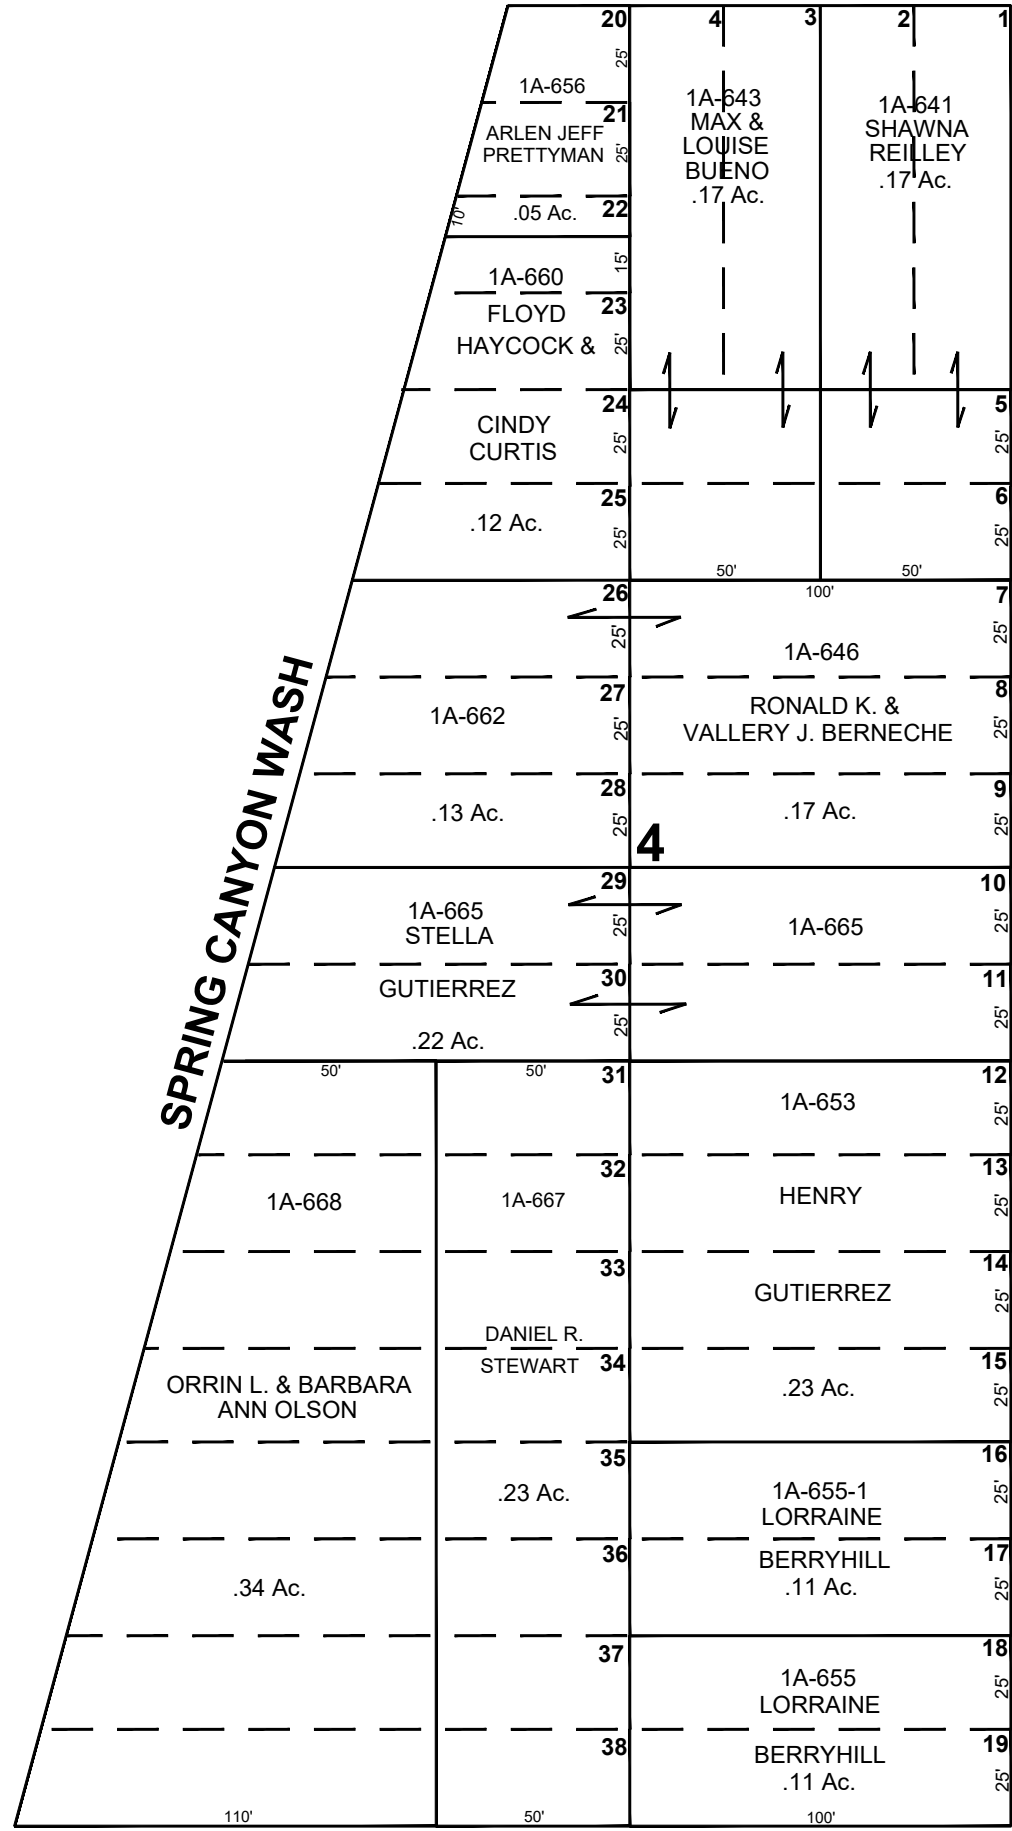 20
4
3
2
1
25'
1A-656
21
ARLEN JEFF
PRETTYMAN
25'
.05 Ac.
22
10'
1A-643
MAX &
LOUISE
BUENO
.17 Ac.
1A-641
SHAWNA
REILLEY
.17 Ac.
15'
1A-660
FLOYD
23
HAYCOCK &
25'
24
CINDY
CURTIS
25'
25
.12 Ac.
25'
5
25'
6
25'
50'
50'
26
25'
100'
7
25'
1A-646
27
1A-662
25'
RONALD K. &
VALLERY J. BERNECHE
8
25'
28
.13 Ac.
25'
.17 Ac.
9
25'
4
SPRING CANYON WASH
29
1A-665
STELLA
25'
1A-665
10
25'
30
GUTIERREZ
25'
.22 Ac.
11
25'
50'
50'
31
1A-653
12
25'
32
1A-668
1A-667
HENRY
13
25'
33
GUTIERREZ
14
25'
DANIEL R.
STEWART
34
ORRIN L. & BARBARA
ANN OLSON
.23 Ac.
15
25'
35
.23 Ac.
1A-655-1
LORRAINE
16
25'
36
.34 Ac.
BERRYHILL
.11 Ac.
17
25'
37
1A-655
LORRAINE
18
25'
38
BERRYHILL
.11 Ac.
19
25'
110'
50'
100'